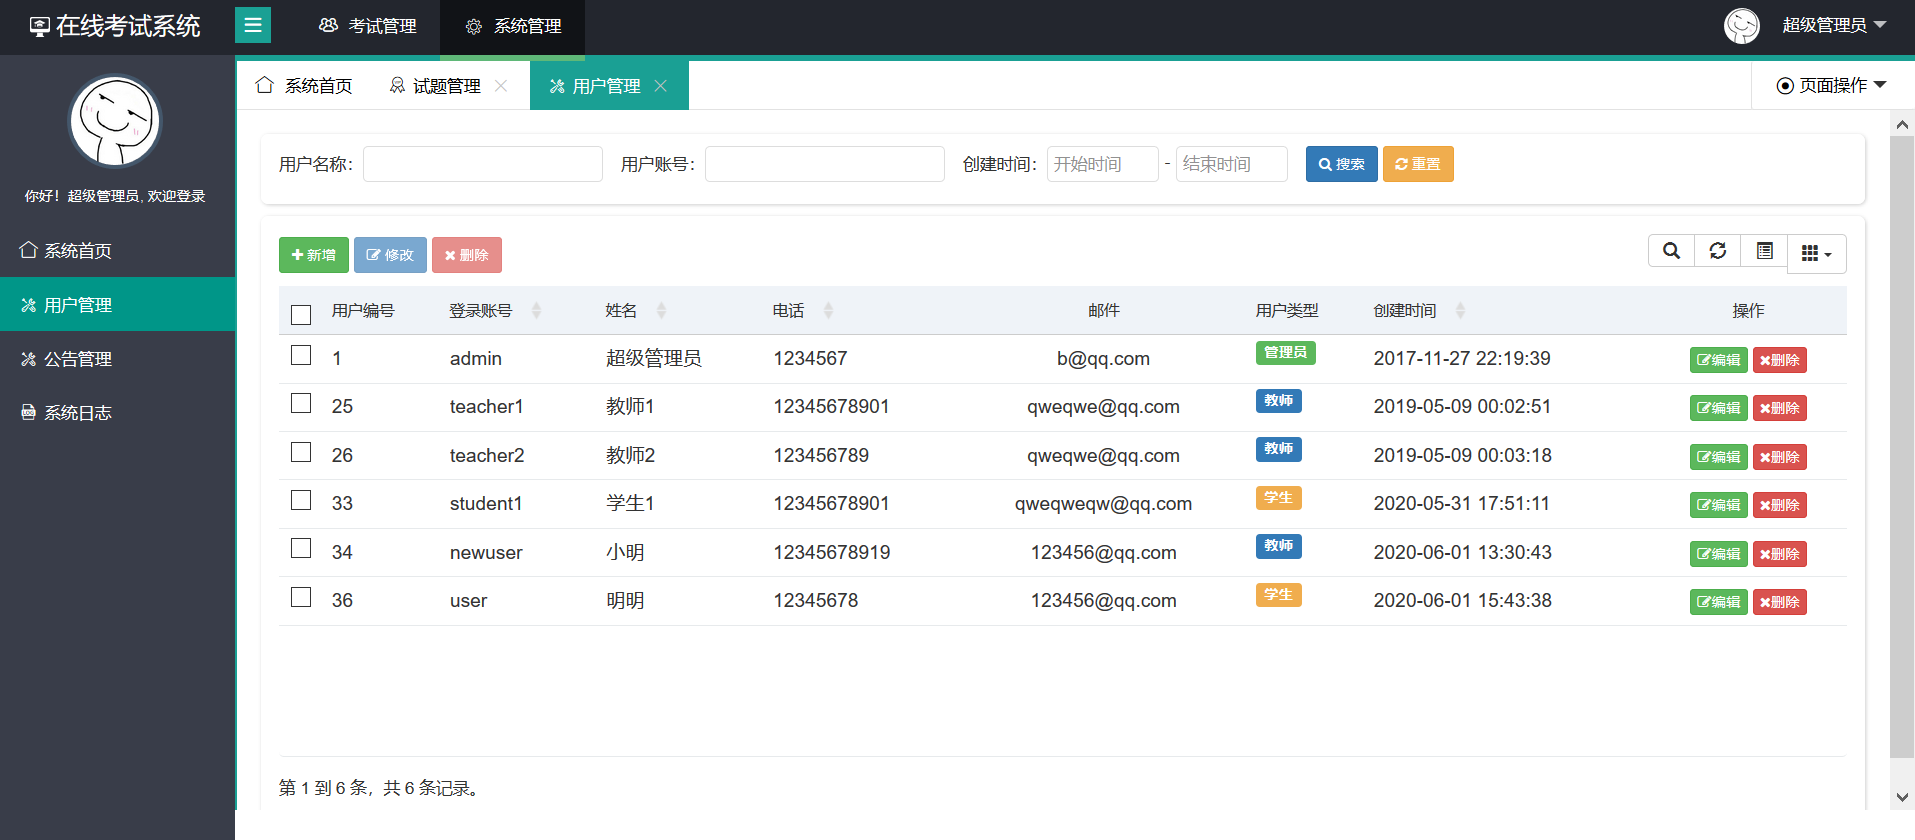 在线考试系统
考试管理
系统管理
超级管理员
你好！超级管理员, 欢迎登录
系统首页
用户管理
公告管理
系统日志
系统首页
试题管理
用户管理
页面操作
用户名称：
用户账号：
创建时间： 开始时间 - 结束时间
搜索
重置
新增
修改
删除
用户编号 登录账号 姓名 电话 邮件 用户类型 创建时间 操作
1 admin 超级管理员 1234567 b@qq.com 管理员 2017-11-27 22:19:39 编辑 删除
25 teacher1 教师1 12345678901 qweqwe@qq.com 教师 2019-05-09 00:02:51 编辑 删除
26 teacher2 教师2 123456789 qweqwe@qq.com 教师 2019-05-09 00:03:18 编辑 删除
33 student1 学生1 12345678901 qweqweqw@qq.com 学生 2020-05-31 17:51:11 编辑 删除
34 newuser 小明 12345678919 123456@qq.com 教师 2020-06-01 13:30:43 编辑 删除
36 user 明明 12345678 123456@qq.com 学生 2020-06-01 15:43:38 编辑 删除
第 1 到 6 条，共 6 条记录。